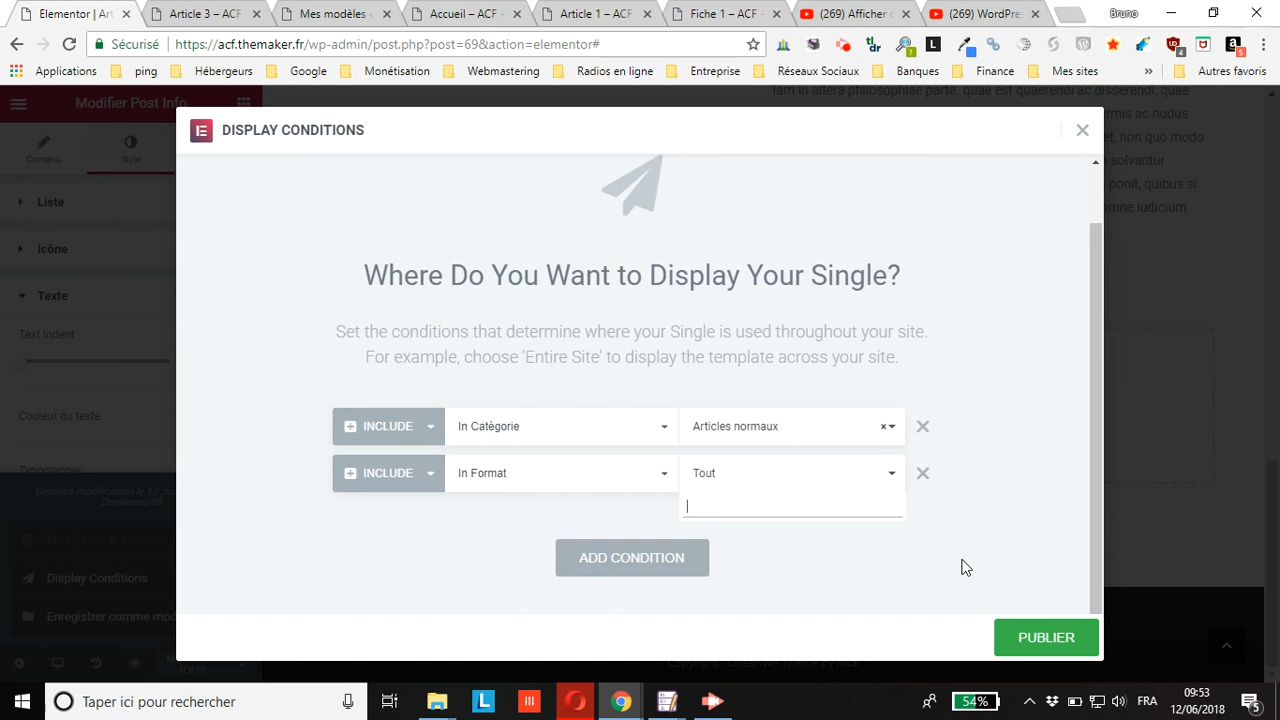 Elementor | Art
Article 3 – ACF
Mes modèles ‹
Accueil – ACF –
Article 1 – ACF
Fiche 1 – ACF –
(269) Afficher d
(269) WordPre
Bruno
Sécurisé https://acf.themaker.fr/wp-admin/post.php?post=69&action=elementor#
Applications ping Hébergeurs Google Monétisation Webmastering Radios en ligne Entreprise Réseaux Sociaux Banques Finance Mes sites » Autres favoris
Modifier Post Info
Contenu Style
Liste
Icône
Texte
Text Indent
Couleur du texte
Typographie
Display Conditions
Enregistrer comme mod
JOUR
DISPLAY CONDITIONS
Where Do You Want to Display Your Single?
Set the conditions that determine where your Single is used throughout your site.
For example, choose 'Entire Site' to display the template across your site.
INCLUDE In Catégorie Articles normaux
INCLUDE In Format Tout
ADD CONDITION
PUBLIER
Taper ici pour rechercher
54%
FRA
09:53
12/06/2018